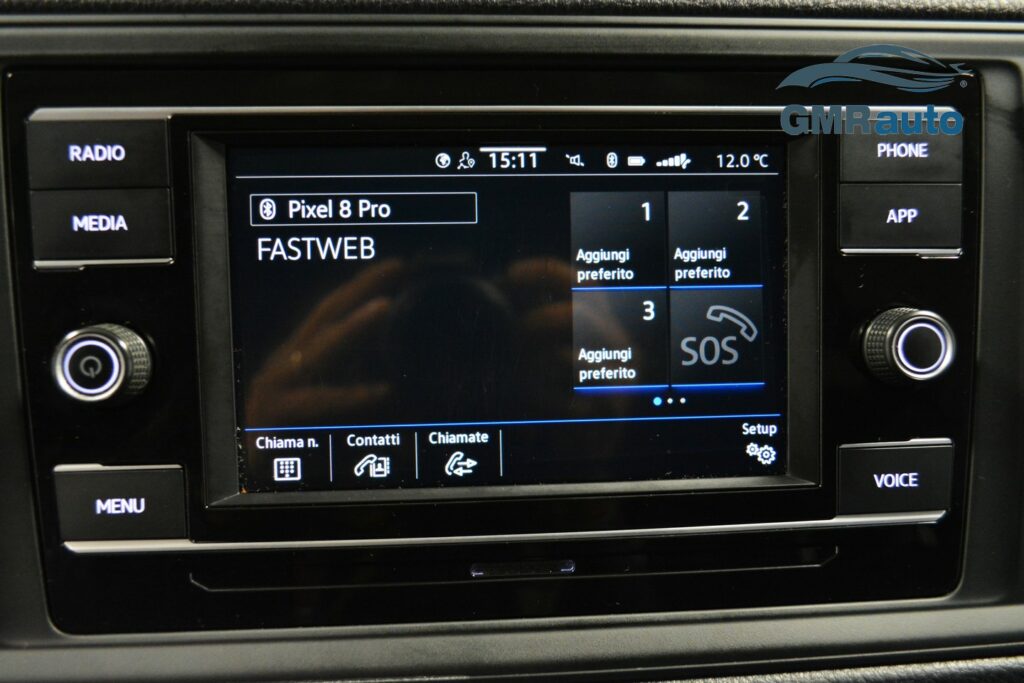 GMRauto®
RADIO
MEDIA
MENU
15:11
12.0 °C
Pixel 8 Pro
FASTWEB
1
Aggiungi
preferito
2
Aggiungi
preferito
3
Aggiungi
preferito
SOS
Chiama n.
Contatti
Chiamate
Setup
PHONE
APP
VOICE